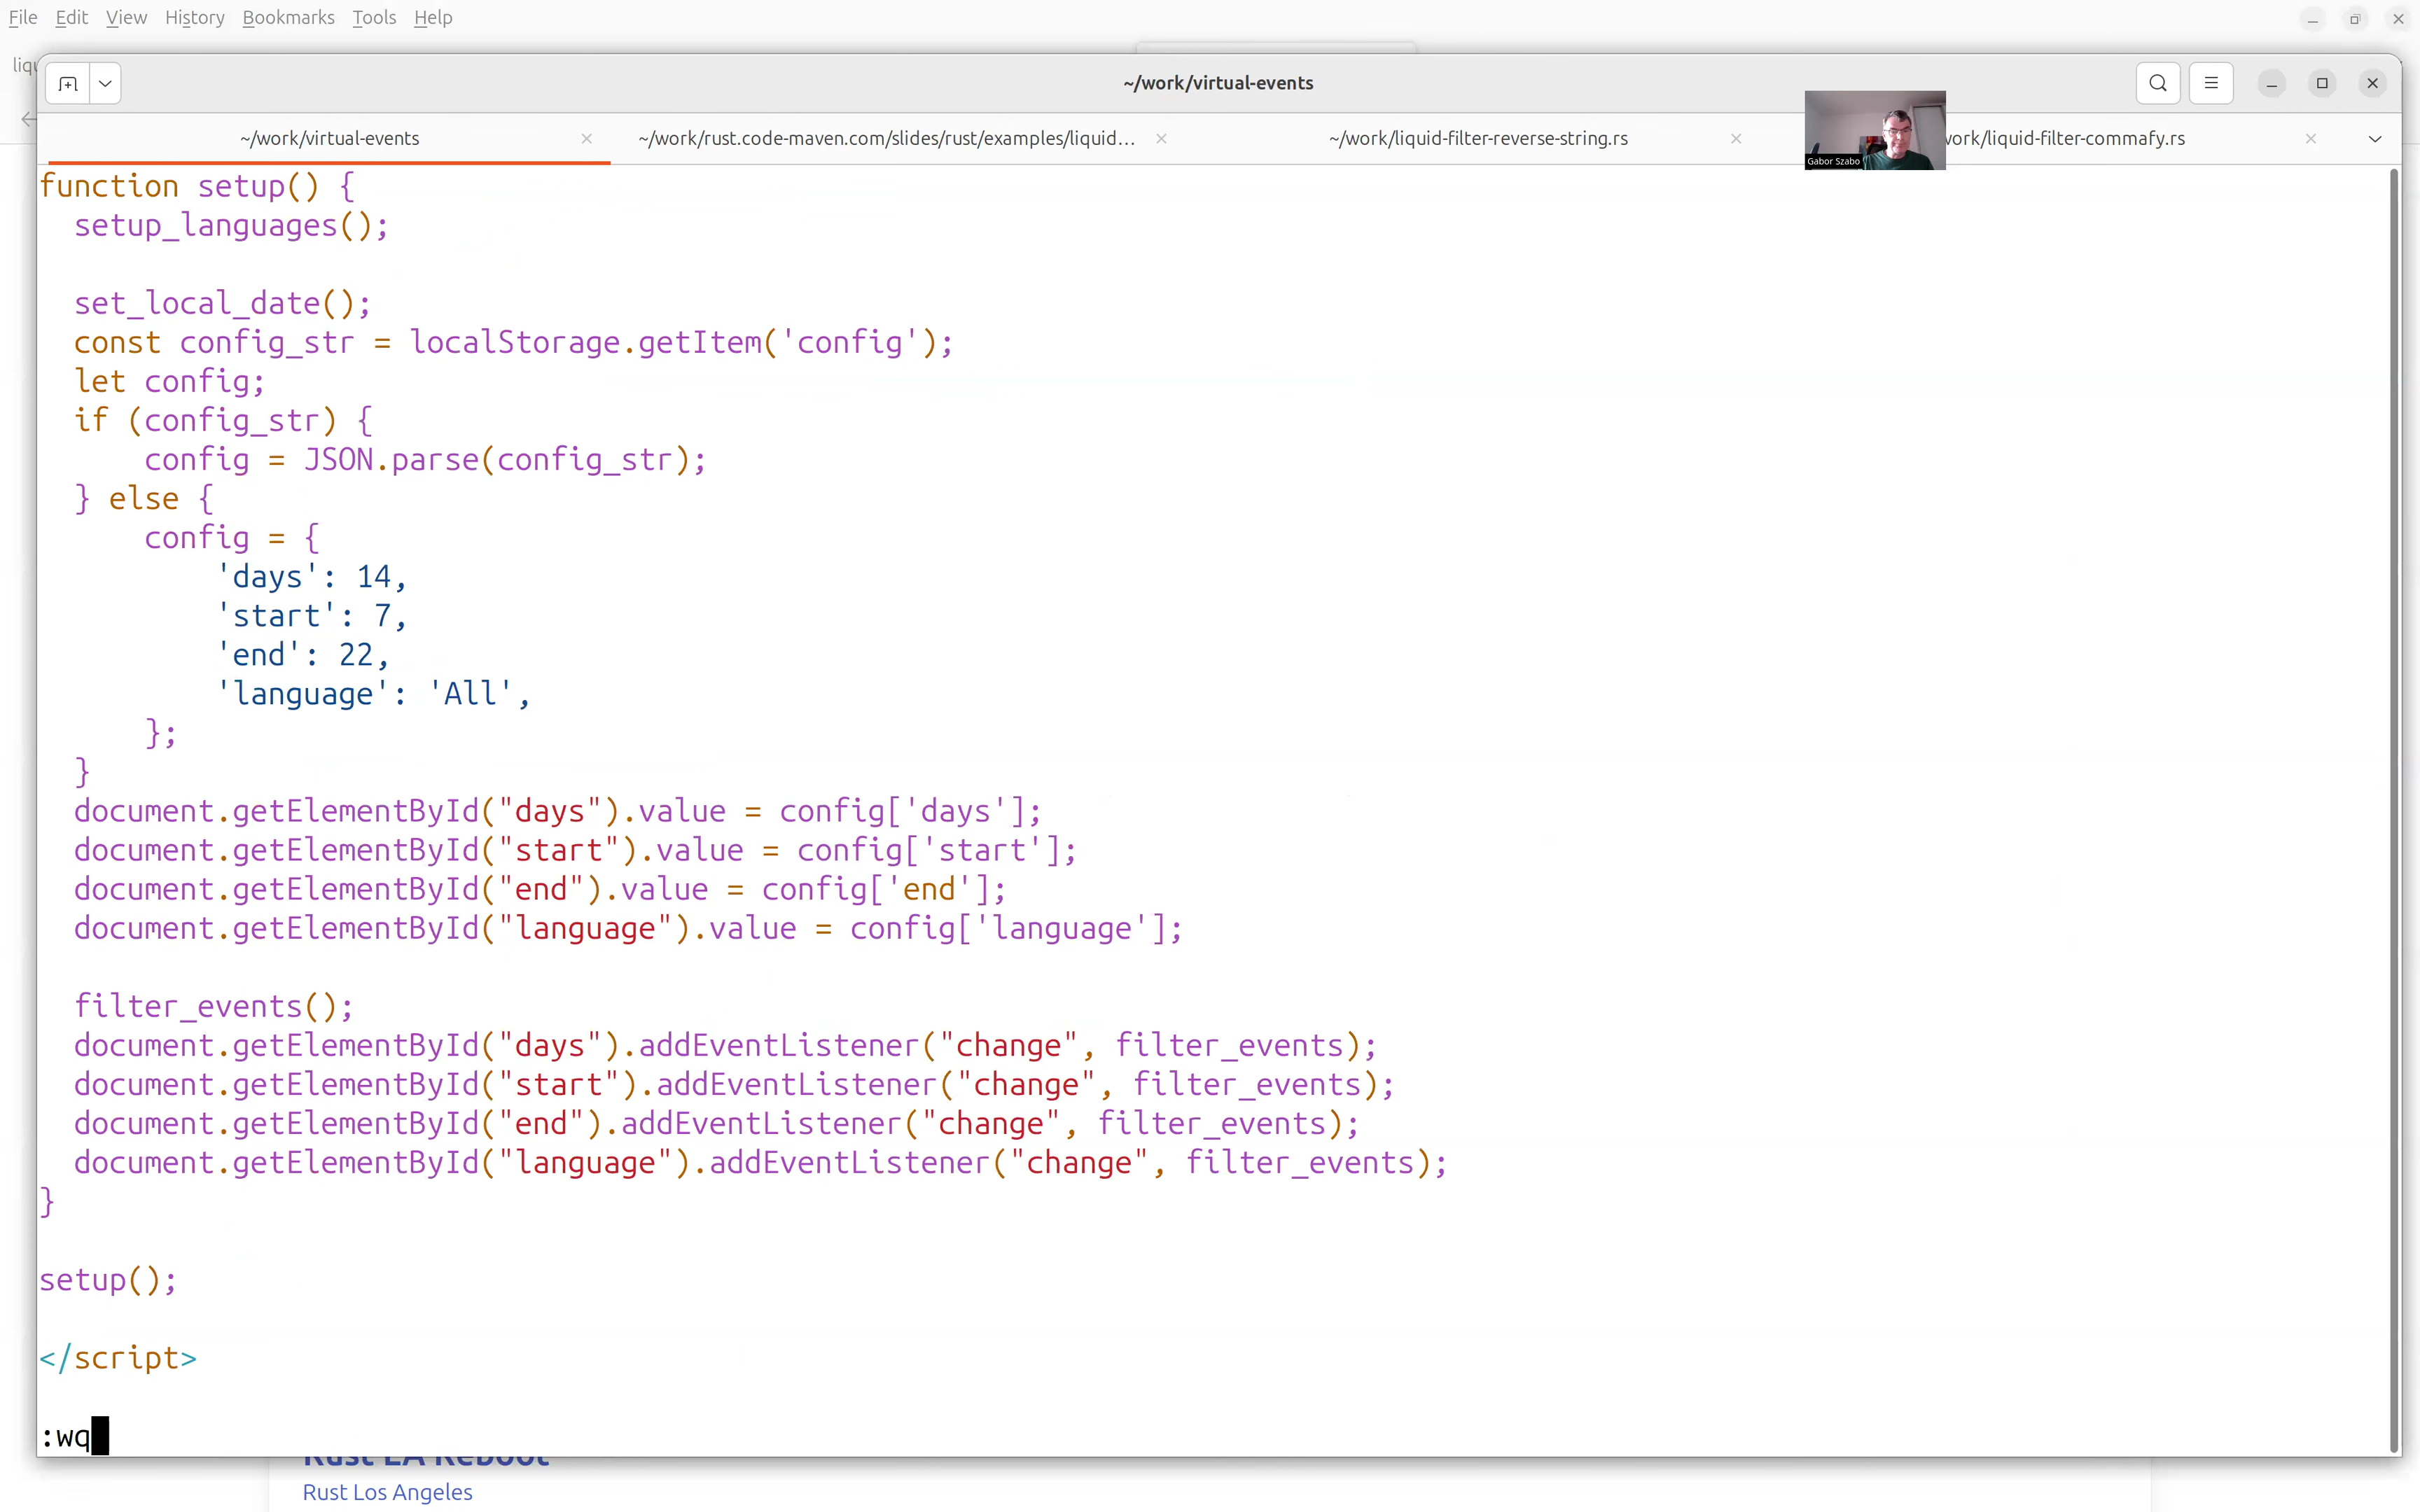 File Edit View History Bookmarks Tools Help
liqu
~/work/virtual-events
~/work/virtual-events
~/work/rust.code-maven.com/slides/rust/examples/liquid…
~/work/liquid-filter-reverse-string.rs
work/liquid-filter-commafy.rs
Gabor Szabo
function setup() {
  setup_languages();

  set_local_date();
  const config_str = localStorage.getItem('config');
  let config;
  if (config_str) {
      config = JSON.parse(config_str);
  } else {
      config = {
          'days': 14,
          'start': 7,
          'end': 22,
          'language': 'All',
      };
  }
  document.getElementById("days").value = config['days'];
  document.getElementById("start").value = config['start'];
  document.getElementById("end").value = config['end'];
  document.getElementById("language").value = config['language'];

  filter_events();
  document.getElementById("days").addEventListener("change", filter_events);
  document.getElementById("start").addEventListener("change", filter_events);
  document.getElementById("end").addEventListener("change", filter_events);
  document.getElementById("language").addEventListener("change", filter_events);
}

setup();

</script>

:wq
Rust LA Reboot
Rust Los Angeles